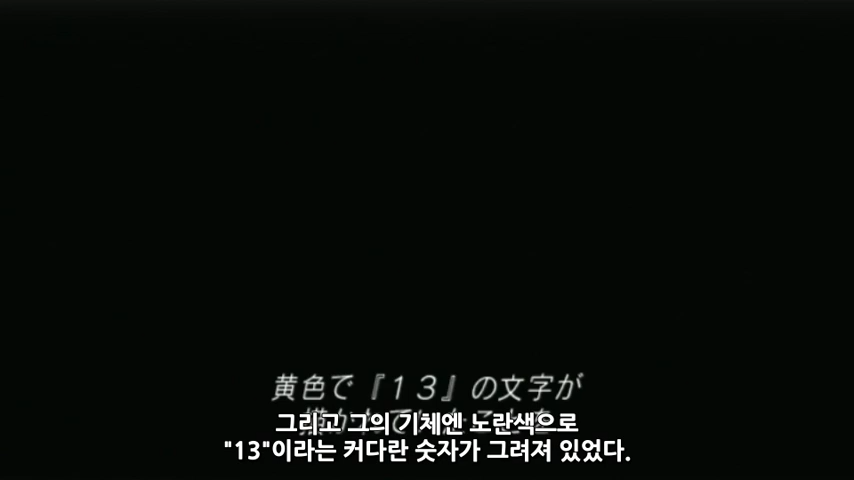 黄色で『１３』の文字が
그리고 그의 기체엔 노란색으로
"13"이라는 커다란 숫자가 그려져 있었다.